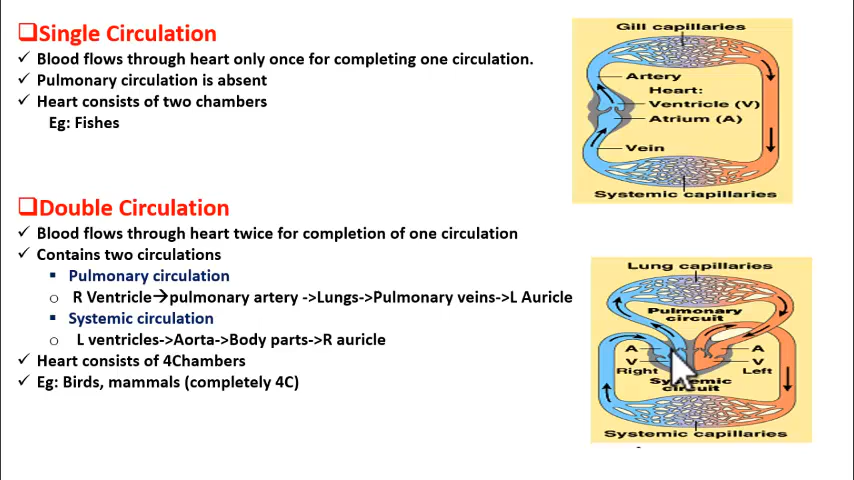 ❑Single Circulation
✓ Blood flows through heart only once for completing one circulation.
✓ Pulmonary circulation is absent
✓ Heart consists of two chambers
Eg: Fishes
Gill capillaries
Artery
Heart:
Ventricle (V)
Atrium (A)
Vein
Systemic capillaries
❑Double Circulation
✓ Blood flows through heart twice for completion of one circulation
✓ Contains two circulations
▪ Pulmonary circulation
o R Ventricle→pulmonary artery ->Lungs->Pulmonary veins->L Auricle
▪ Systemic circulation
o L ventricles->Aorta->Body parts->R auricle
✓ Heart consists of 4Chambers
✓ Eg: Birds, mammals (completely 4C)
Lung capillaries
Pulmonary
circuit
A A
V V
Right Left
circuit
Systemic capillaries